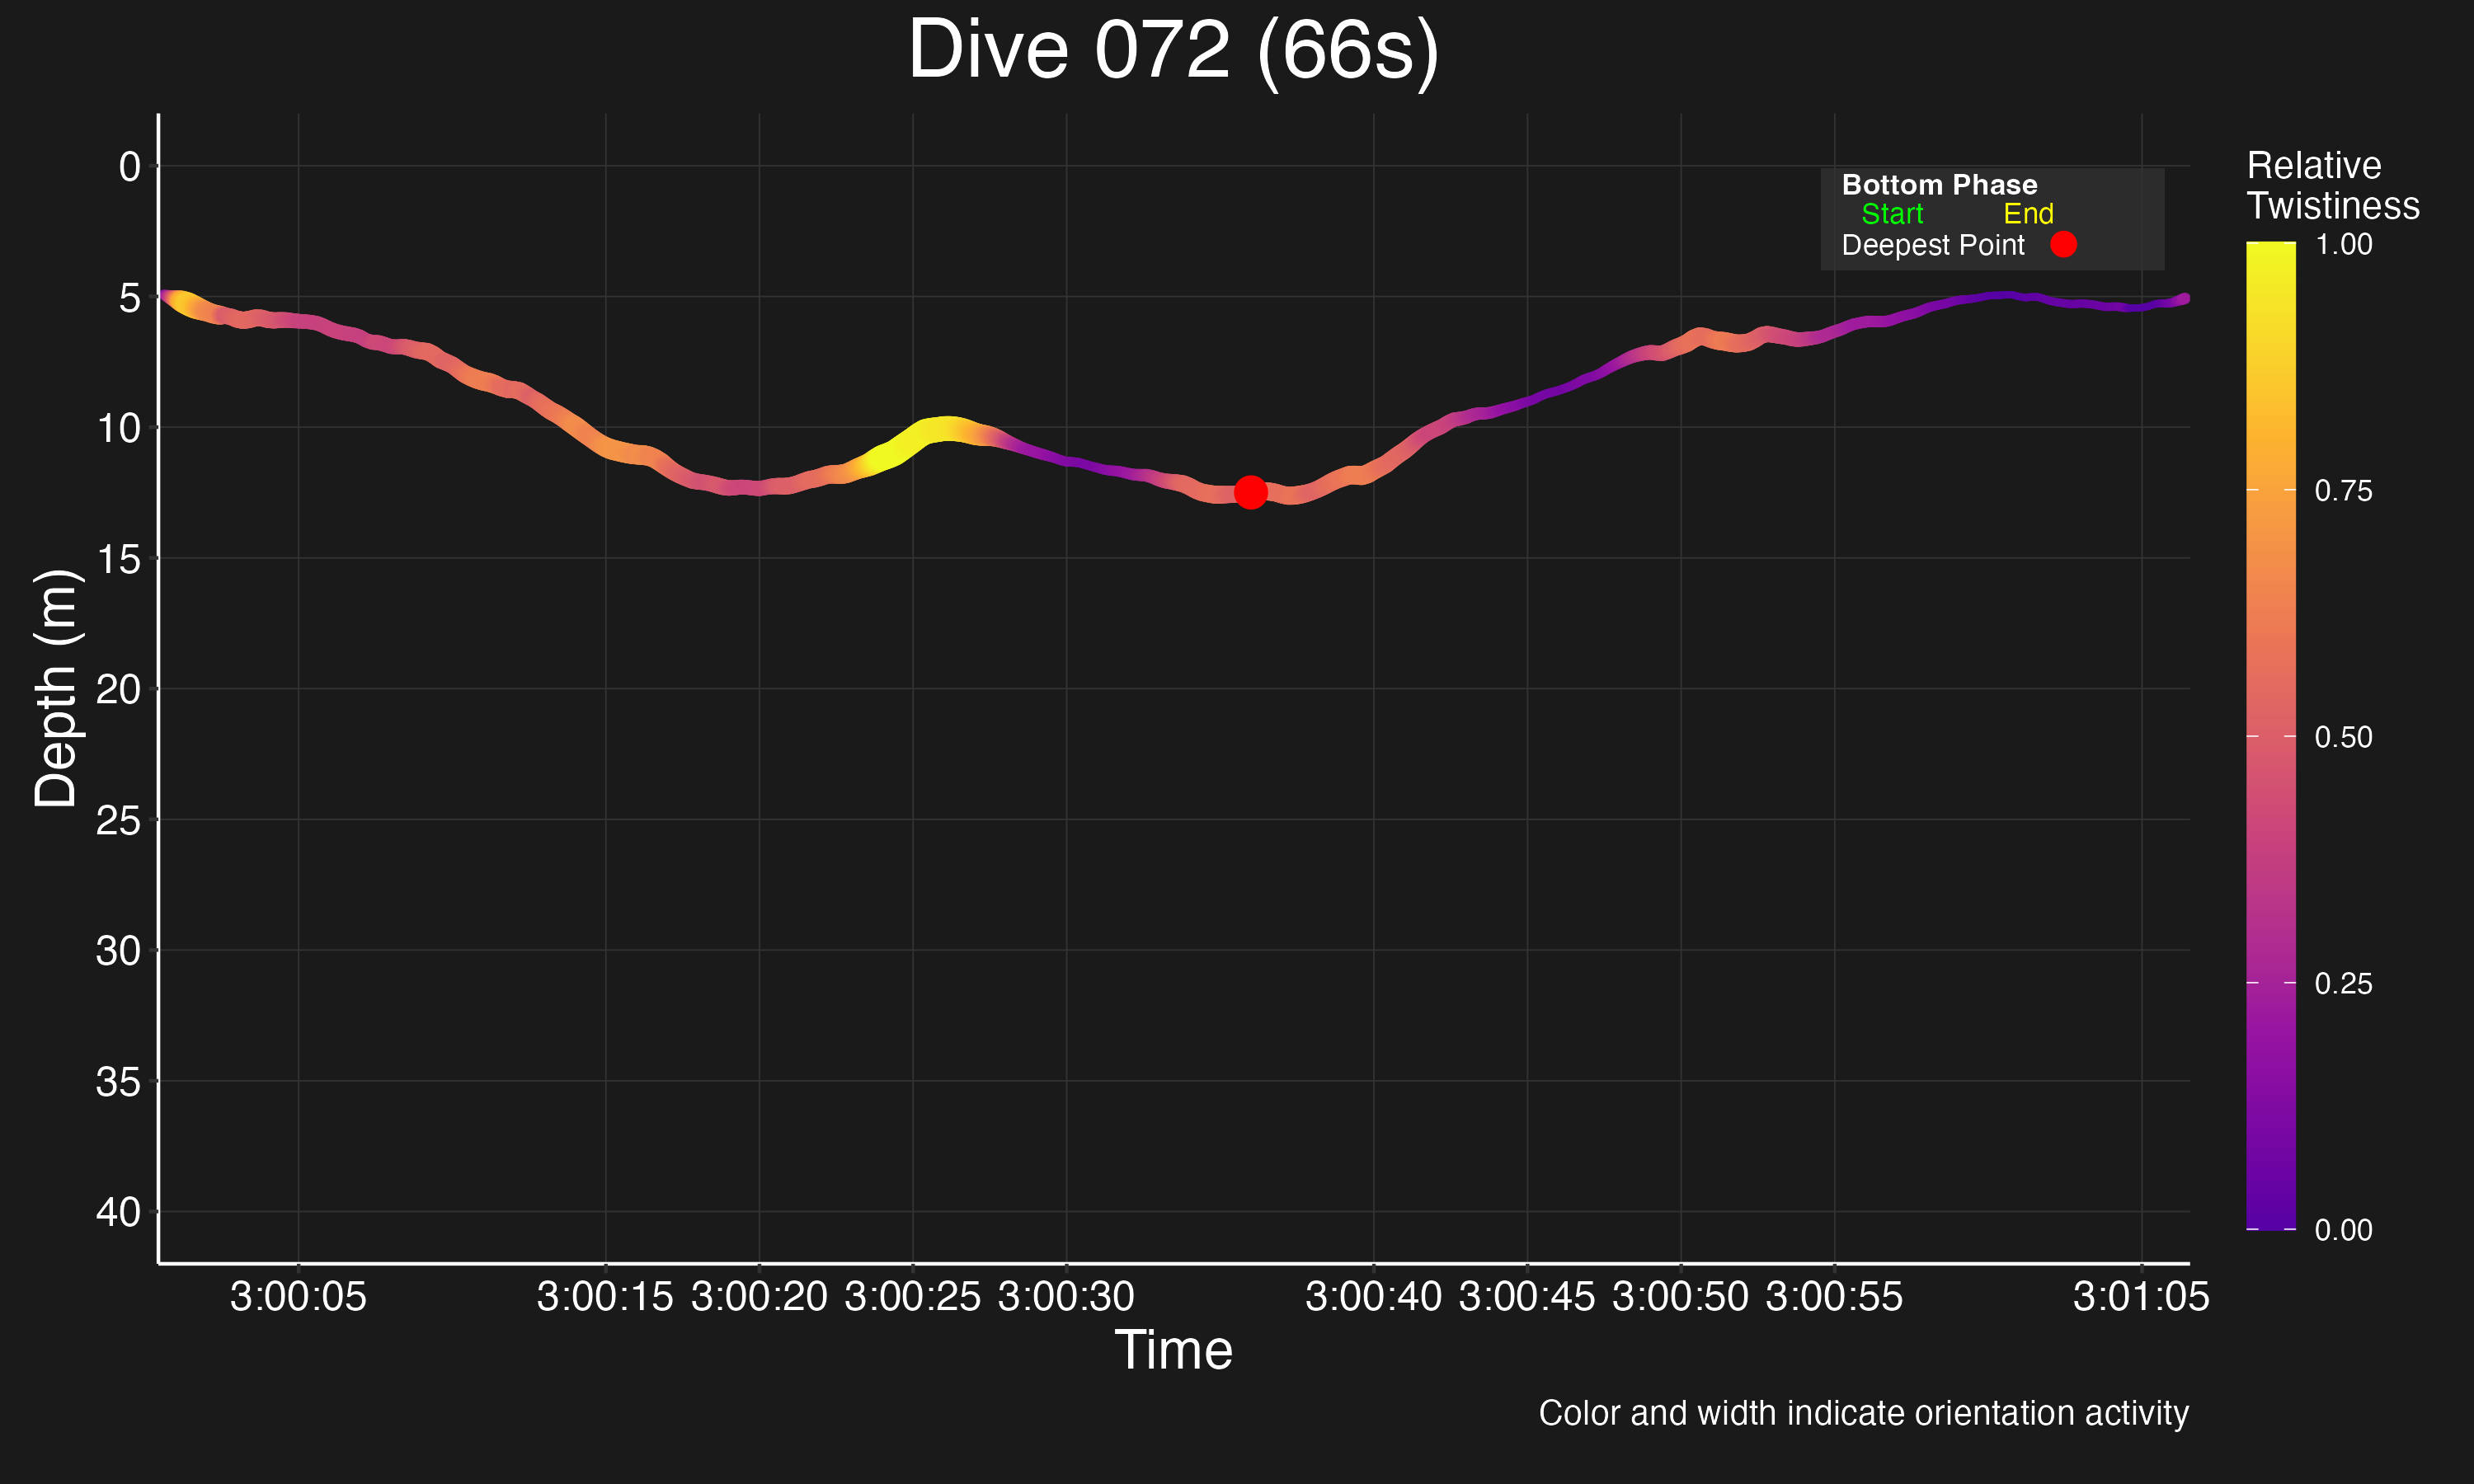 Dive 072 (66s)
Bottom Phase
Start End
Deepest Point
Relative
Twistiness
1.00
0.75
0.50
0.25
0.00
Depth (m)
0
5
10
15
20
25
30
35
40
3:00:05 3:00:15 3:00:20 3:00:25 3:00:30 3:00:40 3:00:45 3:00:50 3:00:55 3:01:05
Time
Color and width indicate orientation activity